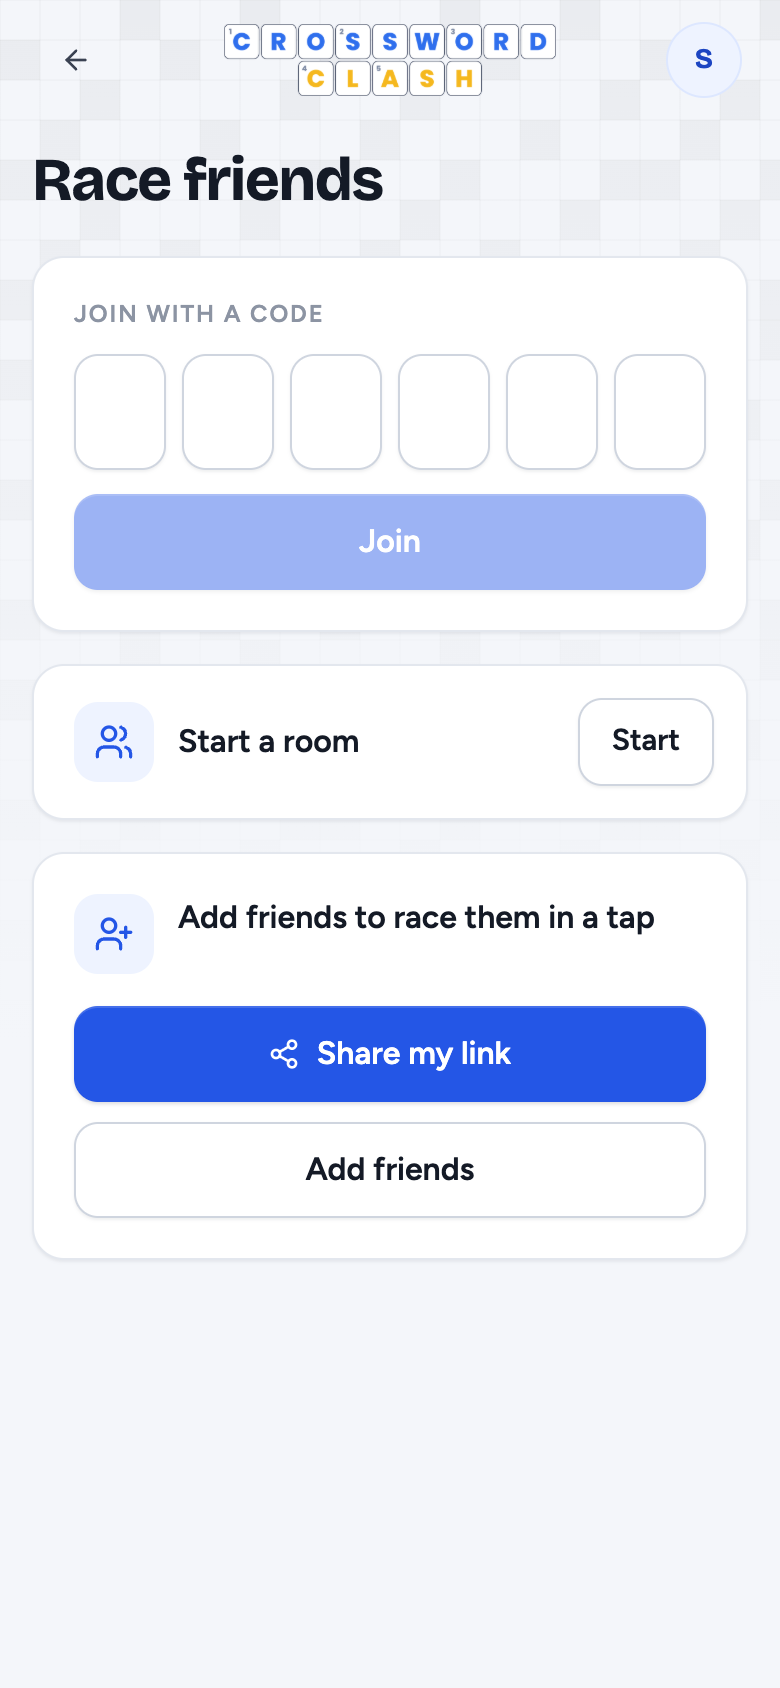 CROSSWORD
CLASH
S
Race friends
JOIN WITH A CODE
Join
Start a room
Start
Add friends to race them in a tap
Share my link
Add friends